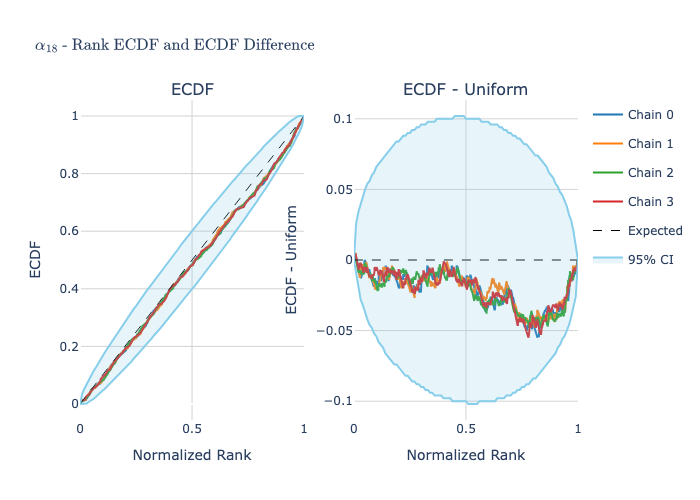 α₁₈ - Rank ECDF and ECDF Difference
ECDF
ECDF - Uniform
ECDF
1
0.8
0.6
0.4
0.2
0
0
0.5
1
Normalized Rank
ECDF - Uniform
0.1
0.05
0
−0.05
−0.1
0
0.5
1
Normalized Rank
Chain 0
Chain 1
Chain 2
Chain 3
Expected
95% CI